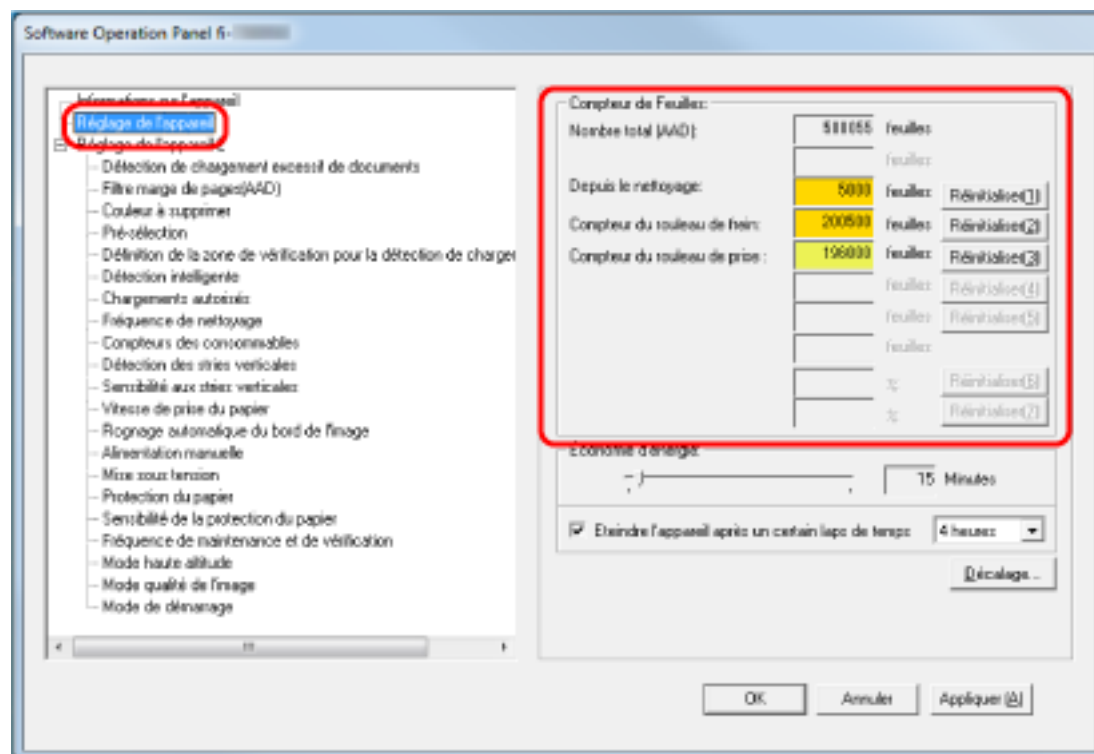 Software Operation Panel fi-
Informations sur l'appareil
Réglage de l'appareil
Réglage de l'appareil2
Détection de chargement excessif de documents
Filtre marge de pages(AAD)
Couleur à supprimer
Pré-sélection
Définition de la zone de vérification pour la détection de charger
Détection intelligente
Chargements autorisés
Fréquence de nettoyage
Compteurs des consommables
Détection des stries verticales
Sensibilité aux stries verticales
Vitesse de prise du papier
Rognage automatique du bord de l'image
Alimentation manuelle
Mise sous tension
Protection du papier
Sensibilité de la protection du papier
Fréquence de maintenance et de vérification
Mode haute altitude
Mode qualité de l'image
Mode de démarrage
Compteur de Feuilles:
Nombre total (AAD): 500055 feuilles
feuilles
Depuis le nettoyage: 5000 feuilles Réinitialiser(1)
Compteur du rouleau de frein: 200500 feuilles Réinitialiser(2)
Compteur du rouleau de prise : 196000 feuilles Réinitialiser(3)
feuilles Réinitialiser(4)
feuilles Réinitialiser(5)
feuilles
% Réinitialiser(6)
% Réinitialiser(7)
Économie d'énergie:
15 Minutes
Eteindre l'appareil après un certain laps de temps 4 heures
Décalage...
OK Annuler Appliquer (A)